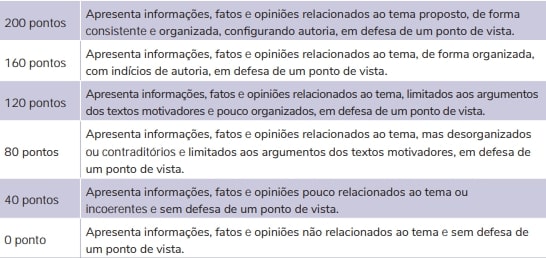 200 pontos
Apresenta informações, fatos e opiniões relacionados ao tema proposto, de forma
consistente e organizada, configurando autoria, em defesa de um ponto de vista.
160 pontos
Apresenta informações, fatos e opiniões relacionados ao tema, de forma organizada,
com indícios de autoria, em defesa de um ponto de vista.
120 pontos
Apresenta informações, fatos e opiniões relacionados ao tema, limitados aos argumentos
dos textos motivadores e pouco organizados, em defesa de um ponto de vista.
80 pontos
Apresenta informações, fatos e opiniões relacionados ao tema, mas desorganizados
ou contraditórios e limitados aos argumentos dos textos motivadores, em defesa de
um ponto de vista.
40 pontos
Apresenta informações, fatos e opiniões pouco relacionados ao tema ou
incoerentes e sem defesa de um ponto de vista.
0 ponto
Apresenta informações, fatos e opiniões não relacionados ao tema e sem defesa de
um ponto de vista.